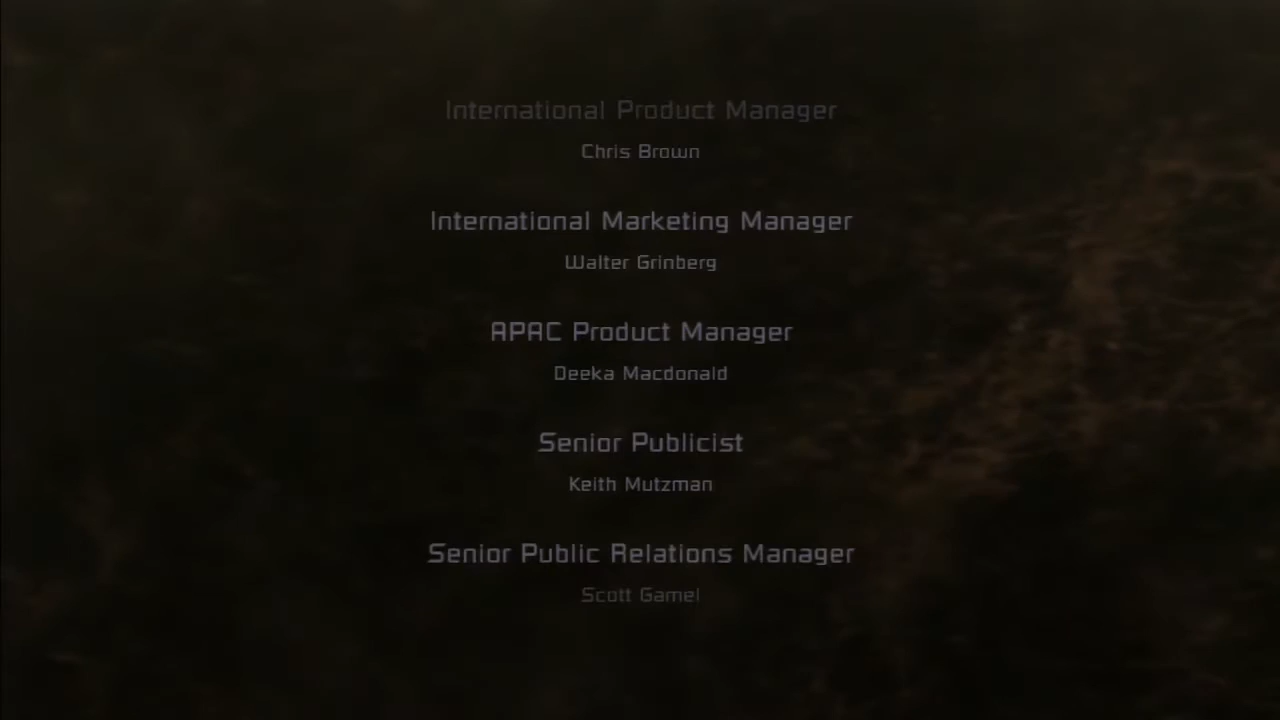 International Product Manager
Chris Brown
International Marketing Manager
Walter Grinberg
APAC Product Manager
Deeka Macdonald
Senior Publicist
Keith Mutzman
Senior Public Relations Manager
Scott Gamel